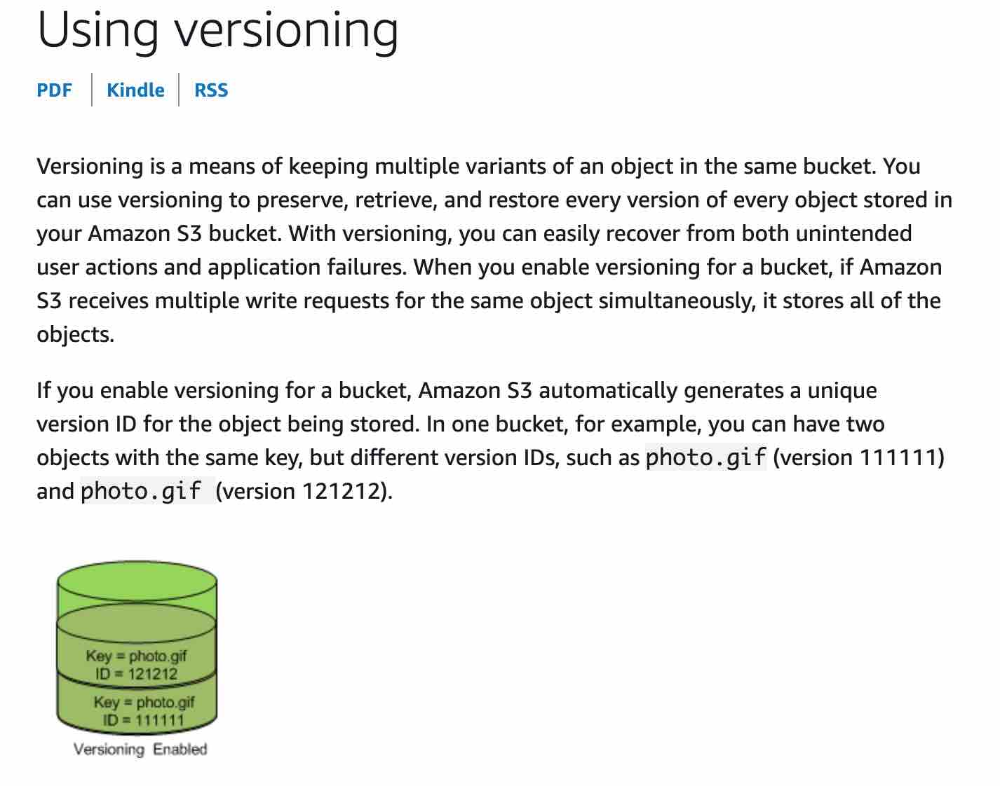 Using versioning
PDF
Kindle
RSS
Versioning is a means of keeping multiple variants of an object in the same bucket. You
can use versioning to preserve, retrieve, and restore every version of every object stored in
your Amazon S3 bucket. With versioning, you can easily recover from both unintended
user actions and application failures. When you enable versioning for a bucket, if Amazon
S3 receives multiple write requests for the same object simultaneously, it stores all of the
objects.
If you enable versioning for a bucket, Amazon S3 automatically generates a unique
version ID for the object being stored. In one bucket, for example, you can have two
objects with the same key, but different version IDs, such as photo.gif (version 111111)
and photo.gif (version 121212).
Key = photo.gif
ID = 121212
Key = photo.gif
ID = 111111
Versioning Enabled